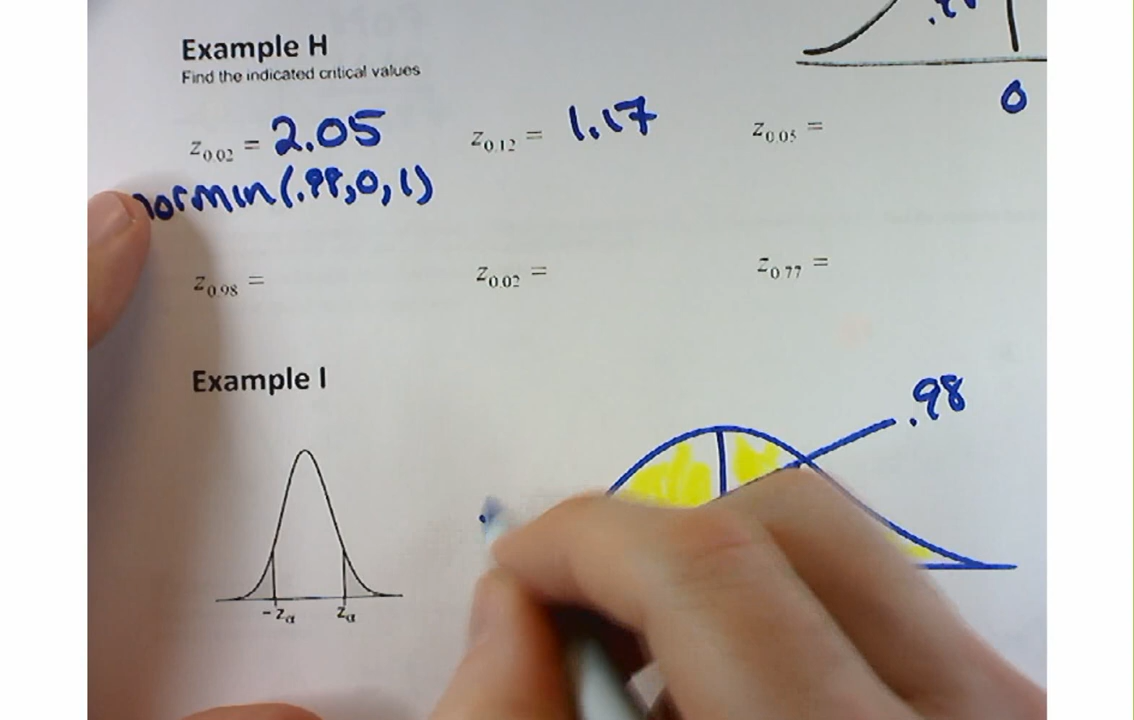 Example H
Find the indicated critical values
z0.02 = 2.05 z0.12 = 1.17 z0.05 =
normin(.98,0,1)
0
z0.98 = z0.02 = z0.77 =
Example I
.98
-zα zα